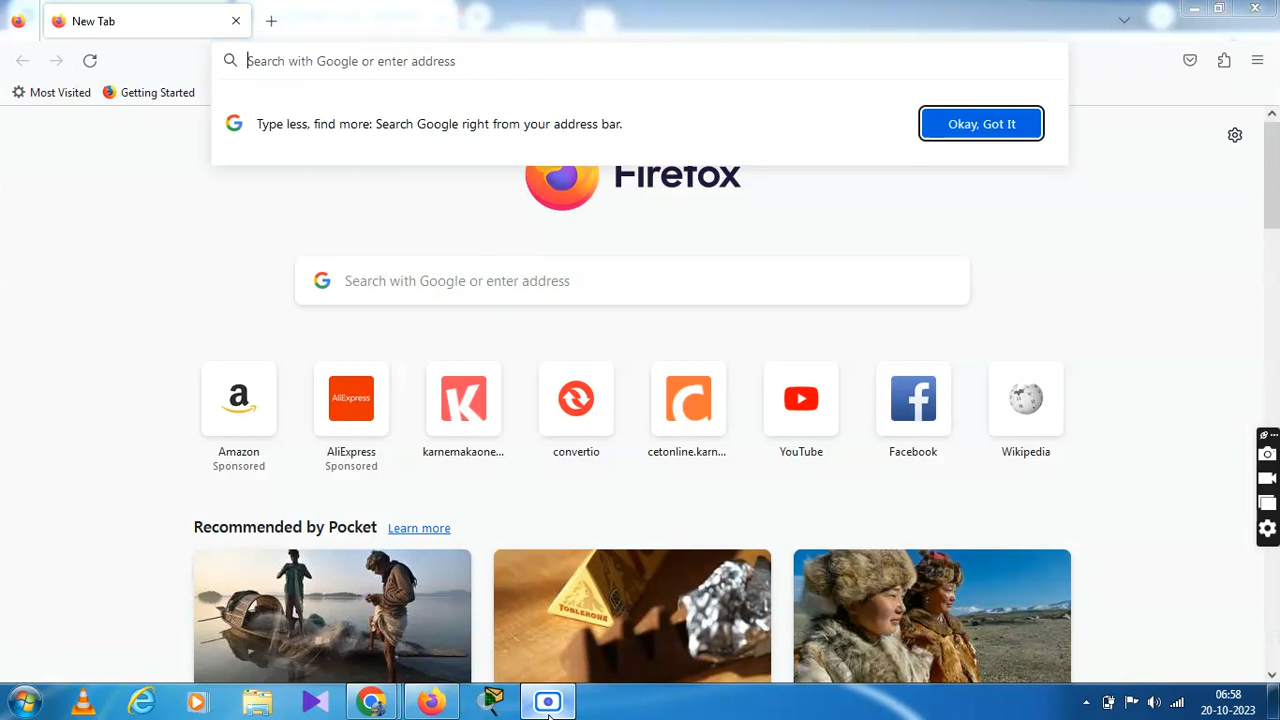 New Tab
Search with Google or enter address
Most Visited
Getting Started
Type less, find more: Search Google right from your address bar.
Okay, Got It
Firefox
Search with Google or enter address
a
AliExpress
Amazon
Sponsored
AliExpress
Sponsored
karnemakaone...
convertio
cetonline.karn...
YouTube
Facebook
Wikipedia
Recommended by Pocket
Learn more
TOBLERONE
06:58
20-10-2023